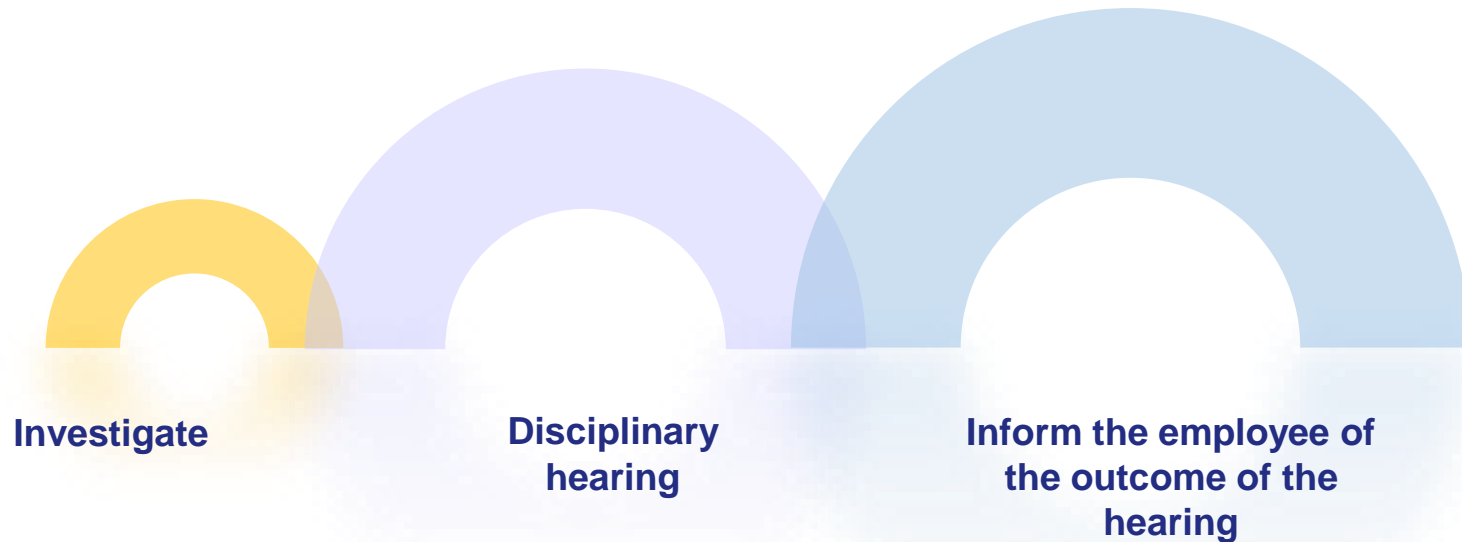 Investigate
Disciplinary
hearing
Inform the employee of
the outcome of the
hearing